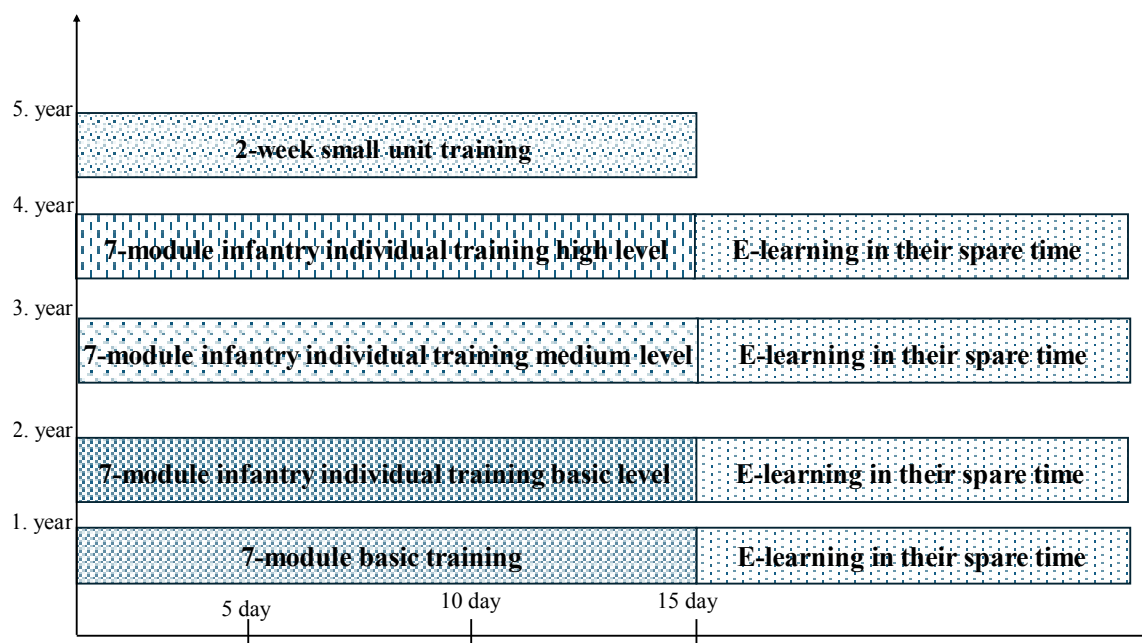 5. year
2-week small unit training
4. year
7-module infantry individual training high level E-learning in their spare time
3. year
7-module infantry individual training medium level E-learning in their spare time
2. year
7-module infantry individual training basic level E-learning in their spare time
1. year
7-module basic training E-learning in their spare time
5 day 10 day 15 day